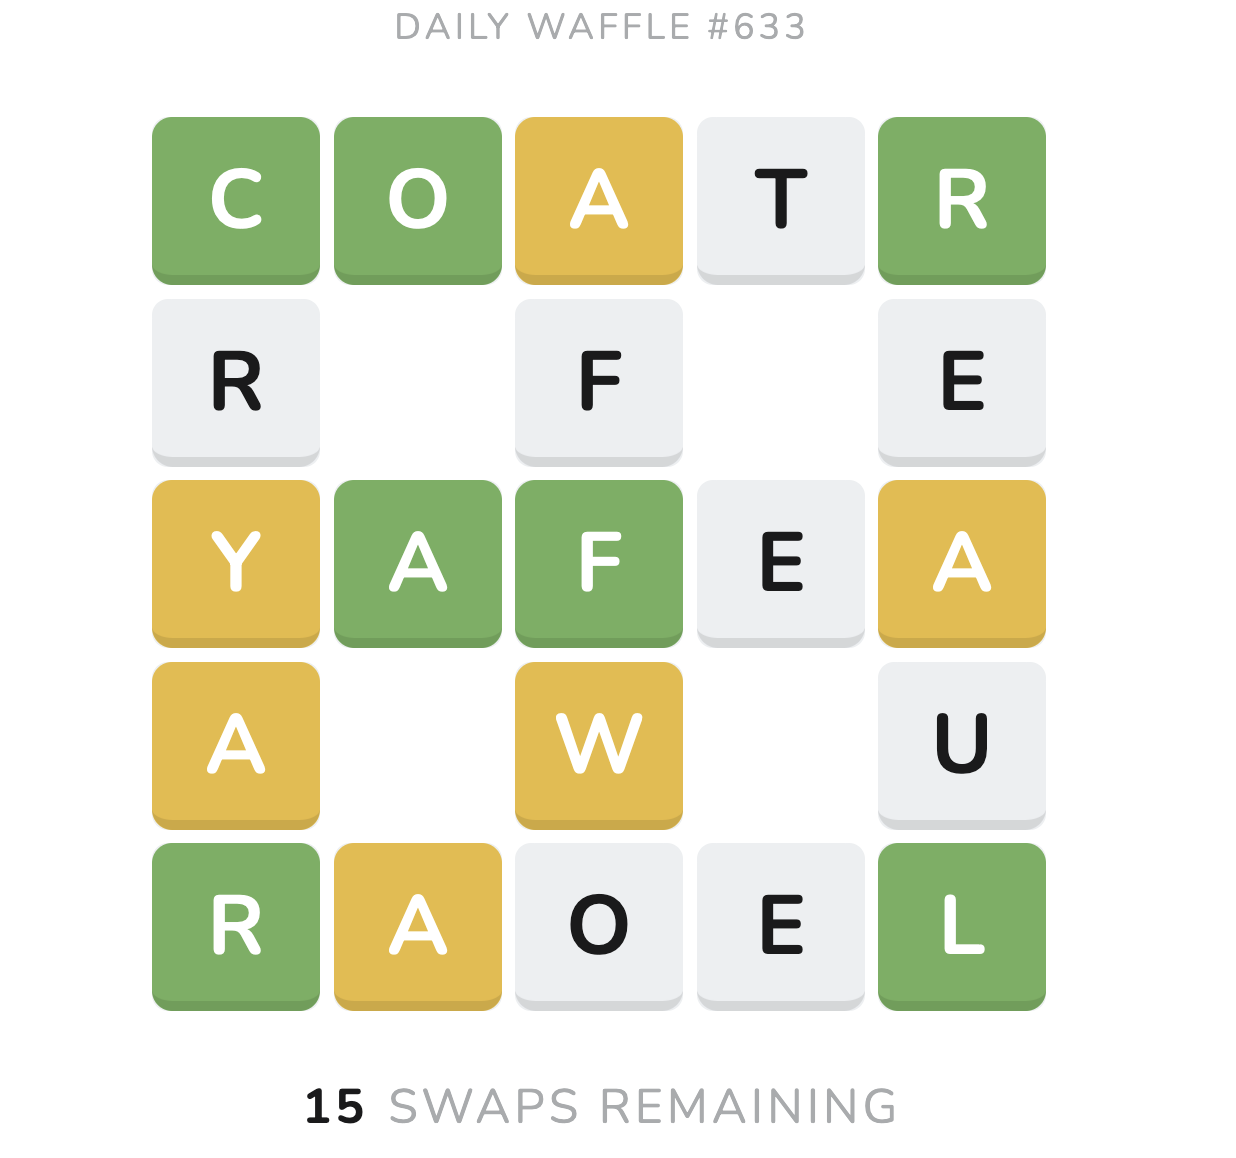 DAILY WAFFLE #633
C O A T R
R F E
Y A F E A
A W U
R A O E L
15 SWAPS REMAINING